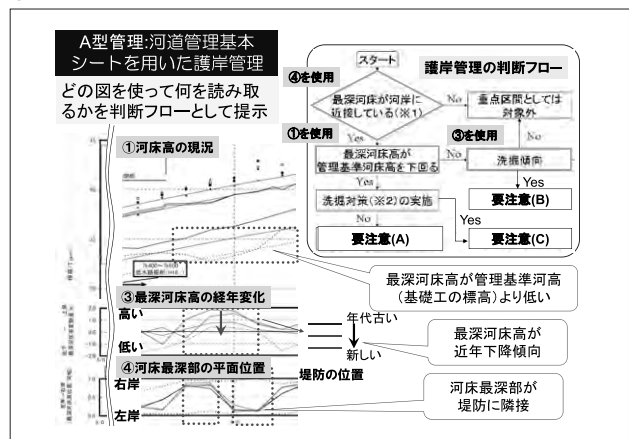 A型管理:河道管理基本
シートを用いた護岸管理
どの図を使って何を読み取
るかを判断フローとして提示
スタート
護岸管理の判断フロー
④を使用
最深河床が河岸に
近接している(※1)
No
重点区間としては
対象外
①を使用
Yes
③を使用
No
最深河床高が
管理基準河床高を下回る
No
洗掘傾向
Yes
Yes
洗掘対策(※2)の実施
要注意(B)
No
Yes
要注意(A)
要注意(C)
①河床高の現況
最深河床高が管理基準河高
(基礎工の標高)より低い
③最深河床高の経年変化
高い
低い
年代古い
新しい
最深河床高が
近年下降傾向
④河床最深部の平面位置
堤防の位置
右岸
左岸
河床最深部が
堤防に隣接